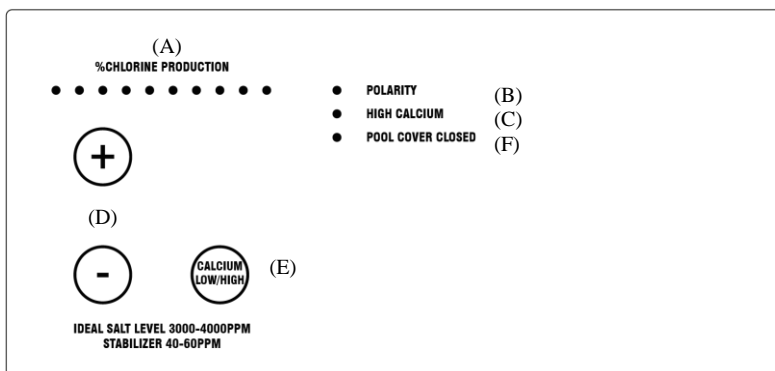 (A)
%CHLORINE PRODUCTION
POLARITY (B)
HIGH CALCIUM (C)
POOL COVER CLOSED (F)
+
(D)
-
CALCIUM
LOW/HIGH
(E)
IDEAL SALT LEVEL 3000-4000PPM
STABILIZER 40-60PPM